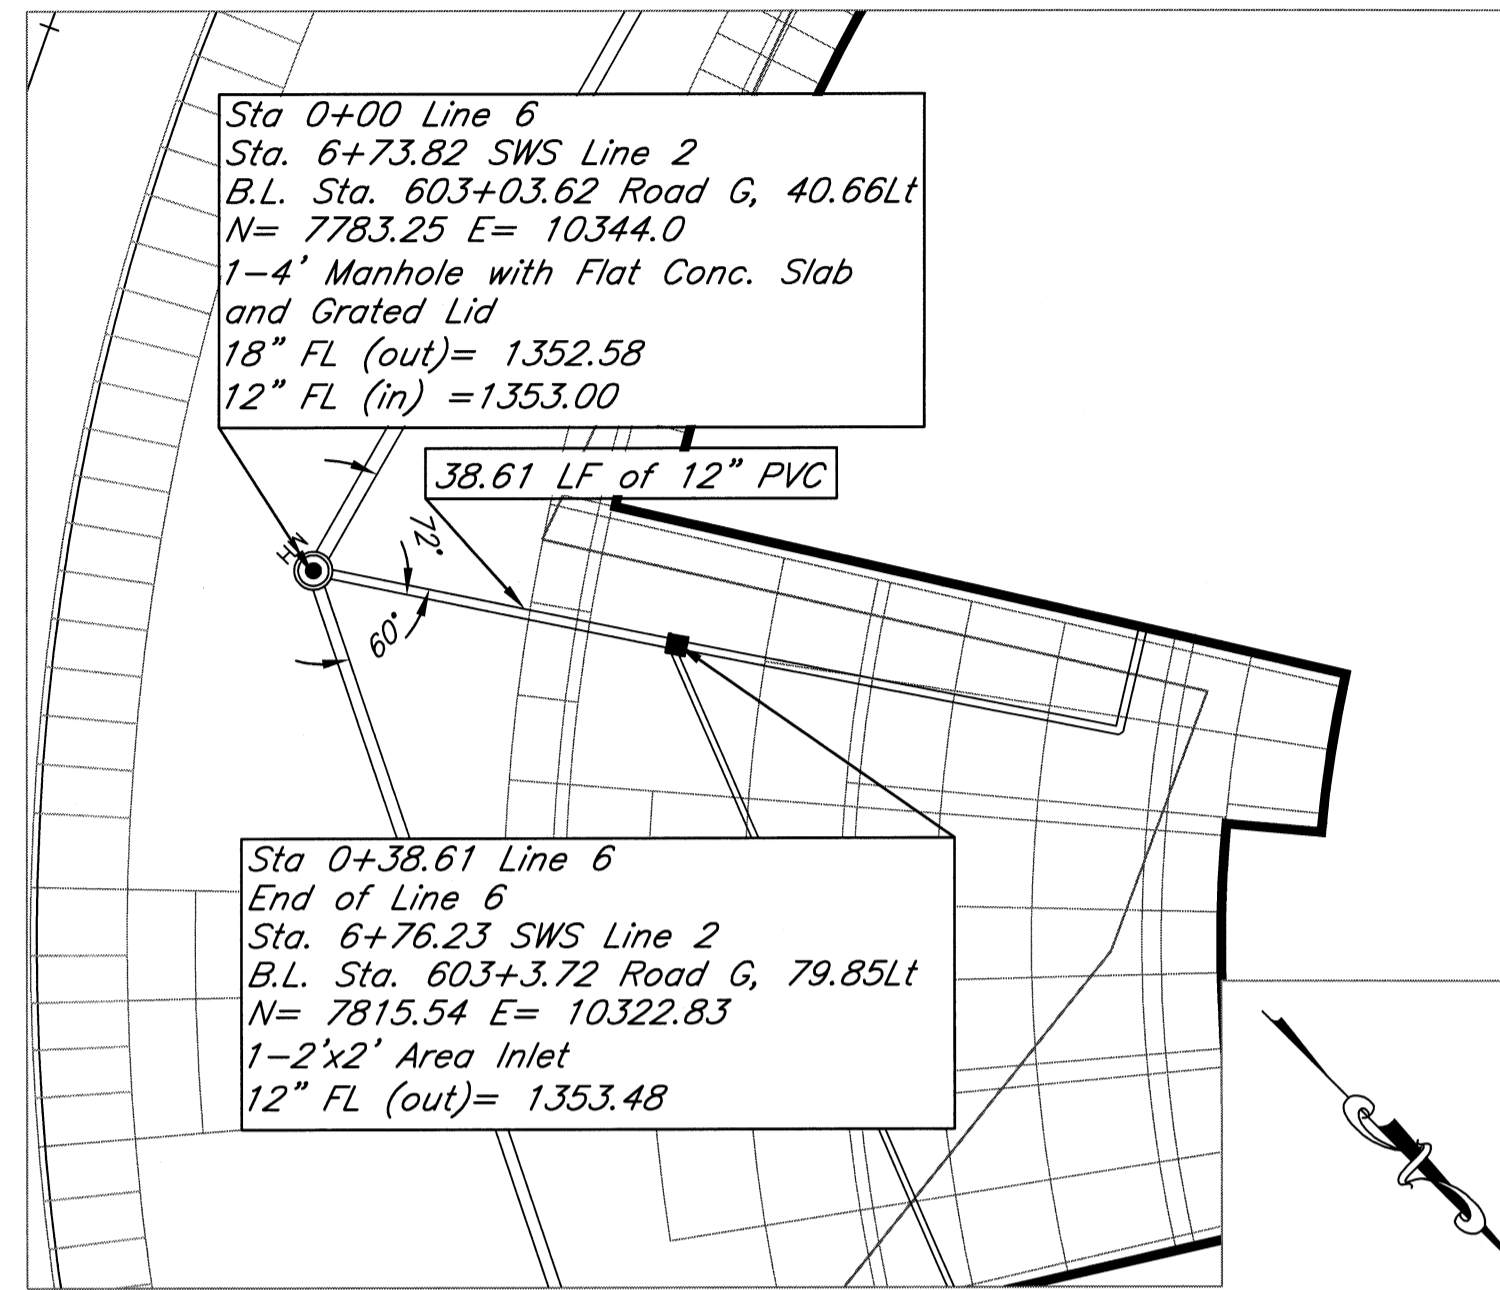 Sta 0+00 Line 6
Sta. 6+73.82 SWS Line 2
B.L. Sta. 603+03.62 Road G, 40.66Lt
N= 7783.25 E= 10344.0
1-4' Manhole with Flat Conc. Slab
and Grated Lid
18" FL (out)= 1352.58
12" FL (in) =1353.00
38.61 LF of 12" PVC
MH
72°
60°
Sta 0+38.61 Line 6
End of Line 6
Sta. 6+76.23 SWS Line 2
B.L. Sta. 603+3.72 Road G, 79.85Lt
N= 7815.54 E= 10322.83
1-2'x2' Area Inlet
12" FL (out)= 1353.48